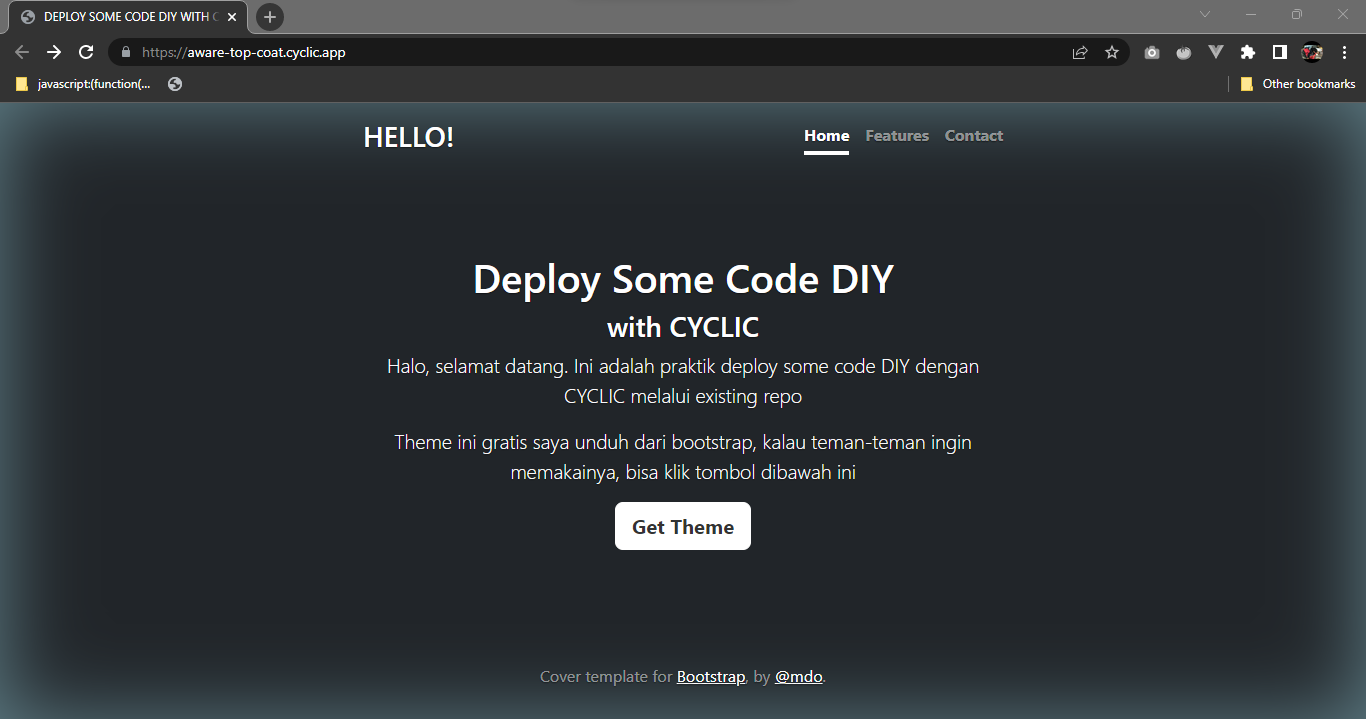 DEPLOY SOME CODE DIY WITH C
https://aware-top-coat.cyclic.app
javascript:(function(...
Other bookmarks
HELLO!
Home Features Contact
Deploy Some Code DIY
with CYCLIC
Halo, selamat datang. Ini adalah praktik deploy some code DIY dengan
CYCLIC melalui existing repo
Theme ini gratis saya unduh dari bootstrap, kalau teman-teman ingin
memakainya, bisa klik tombol dibawah ini
Get Theme
Cover template for Bootstrap, by @mdo.